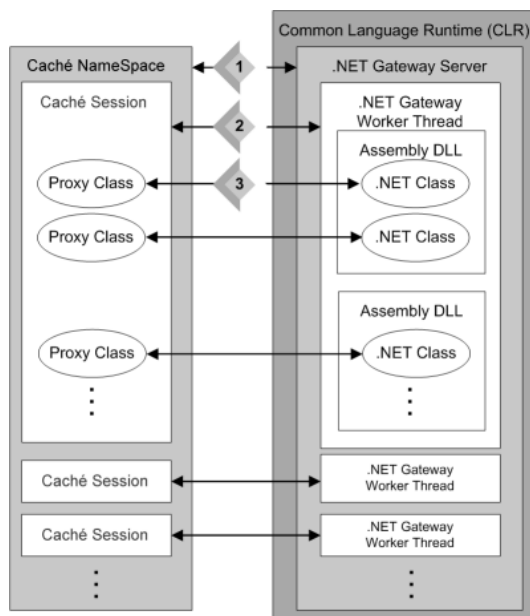 Common Language Runtime (CLR)
Caché NameSpace
1
.NET Gateway Server
Caché Session
2
.NET Gateway
Worker Thread
Assembly DLL
Proxy Class
3
.NET Class
Proxy Class
.NET Class
Assembly DLL
Proxy Class
.NET Class
Caché Session
.NET Gateway
Worker Thread
Caché Session
.NET Gateway
Worker Thread